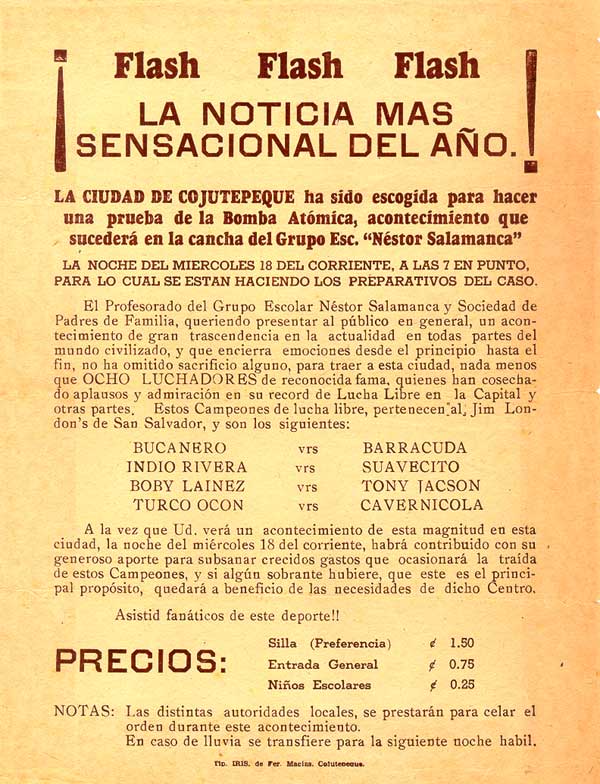 ¡ Flash Flash Flash
LA NOTICIA MAS
SENSACIONAL DEL AÑO. !
LA CIUDAD DE COJUTEPEQUE ha sido escogida para hacer
una prueba de la Bomba Atómica, acontecimiento que
sucederá en la cancha del Grupo Esc. "Néstor Salamanca"
LA NOCHE DEL MIERCOLES 18 DEL CORRIENTE, A LAS 7 EN PUNTO,
PARA LO CUAL SE ESTAN HACIENDO LOS PREPARATIVOS DEL CASO.
El Profesorado del Grupo Escolar Néstor Salamanca y Sociedad de
Padres de Familia, queriendo presentar al público en general, un acon-
tecimiento de gran trascendencia en la actualidad en todas partes del
mundo civilizado, y que encierra emociones desde el principio hasta el
fin, no ha omitido sacrificio alguno, para traer a esta ciudad, nada menos
que OCHO LUCHADORES de reconocida fama, quienes han cosecha-
do aplausos y admiración en su record de Lucha Libre en la Capital y
otras partes. Estos Campeones de lucha libre, pertenecen al Jim Lon-
don's de San Salvador, y son los siguientes:
BUCANERO vrs BARRACUDA
INDIO RIVERA vrs SUAVECITO
BOBY LAINEZ vrs TONY JACSON
TURCO OCON vrs CAVERNICOLA
A la vez que Ud. verá un acontecimiento de esta magnitud en esta
ciudad, la noche del miércoles 18 del corriente, habrá contribuido con su
generoso aporte para subsanar crecidos gastos que ocasionará la traída
de estos Campeones, y si algún sobrante hubiere, que este es el princi-
pal propósito, quedará a beneficio de las necesidades de dicho Centro.
Asistid fanáticos de este deporte!!
PRECIOS:
Silla (Preferencia) ₡ 1.50
Entrada General ₡ 0.75
Niños Escolares ₡ 0.25
NOTAS: Las distintas autoridades locales, se prestarán para celar el
orden durante este acontecimiento.
En caso de lluvia se transfiere para la siguiente noche habil.
Tip. IRIS. de Fer. Macías. Cojutepeque.